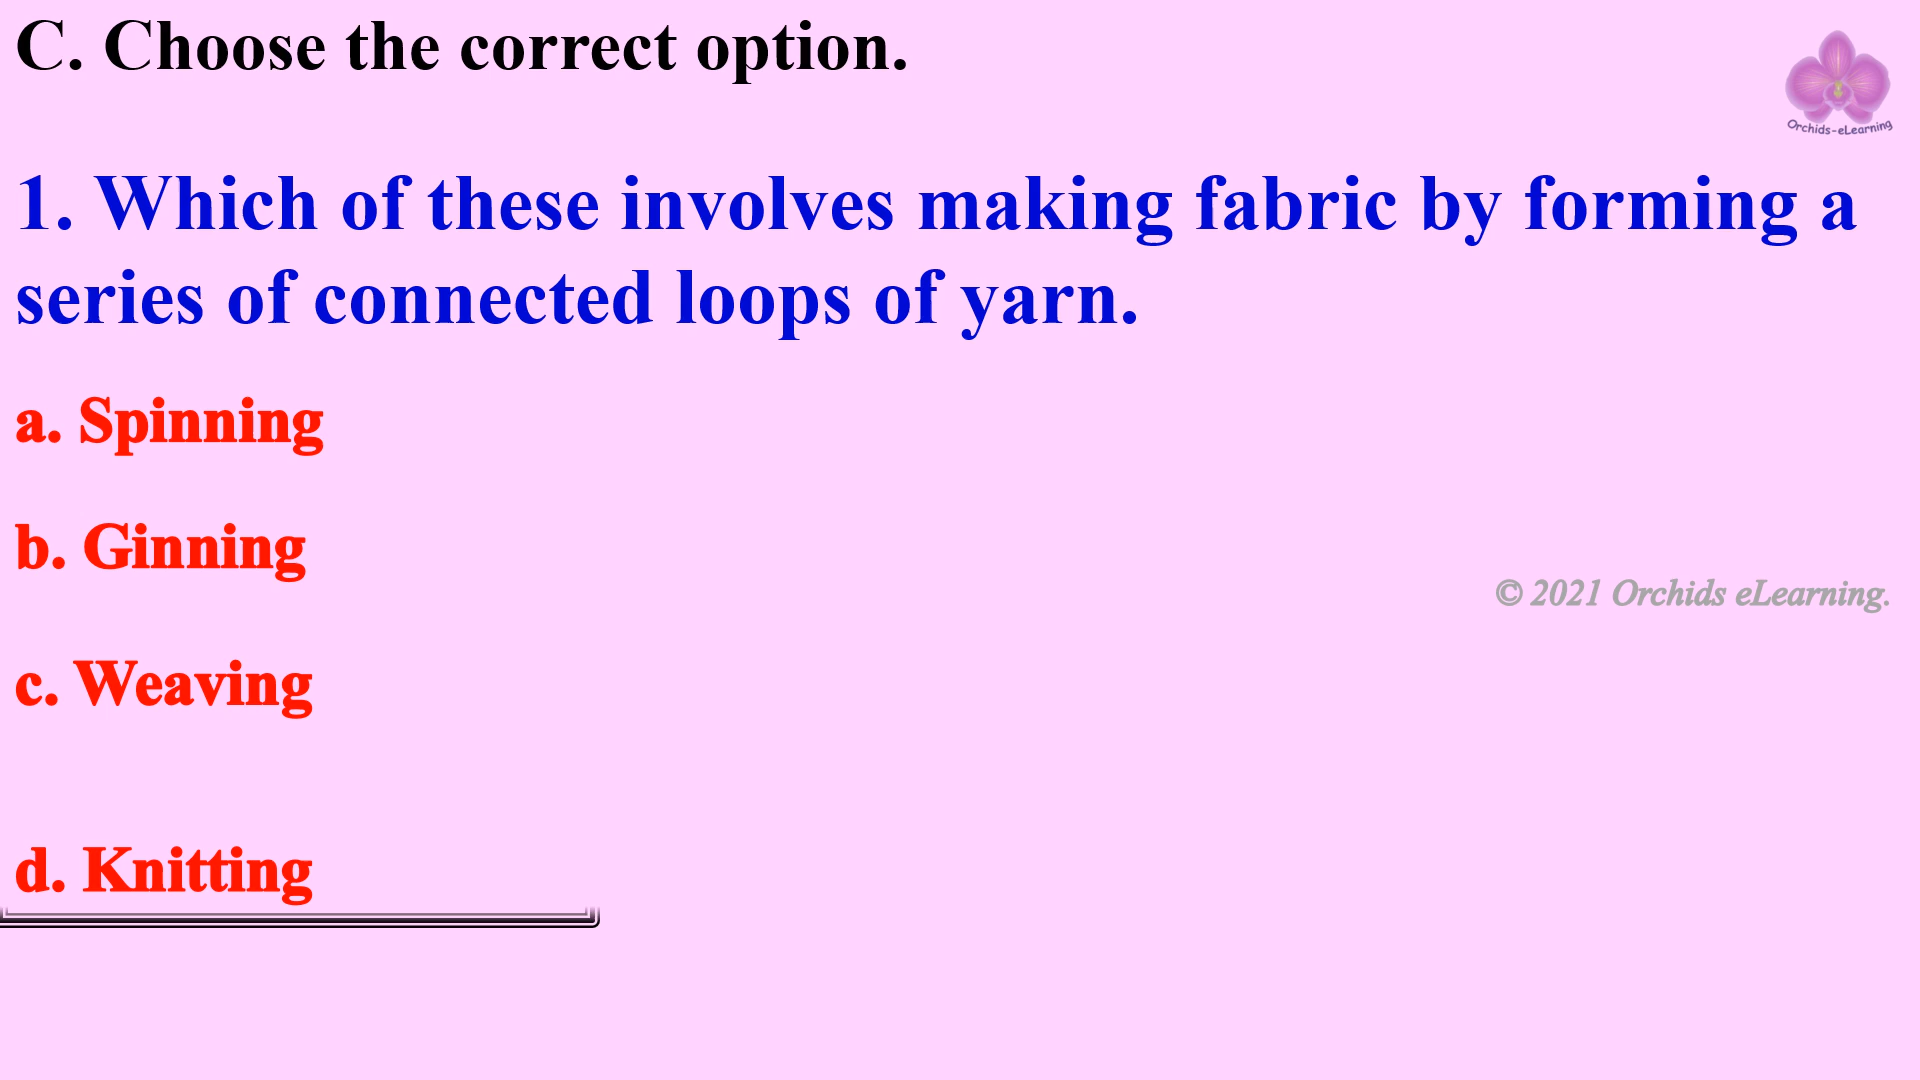 C. Choose the correct option.
Orchids-eLearning
1. Which of these involves making fabric by forming a
series of connected loops of yarn.
a. Spinning
b. Ginning
© 2021 Orchids eLearning.
c. Weaving
d. Knitting